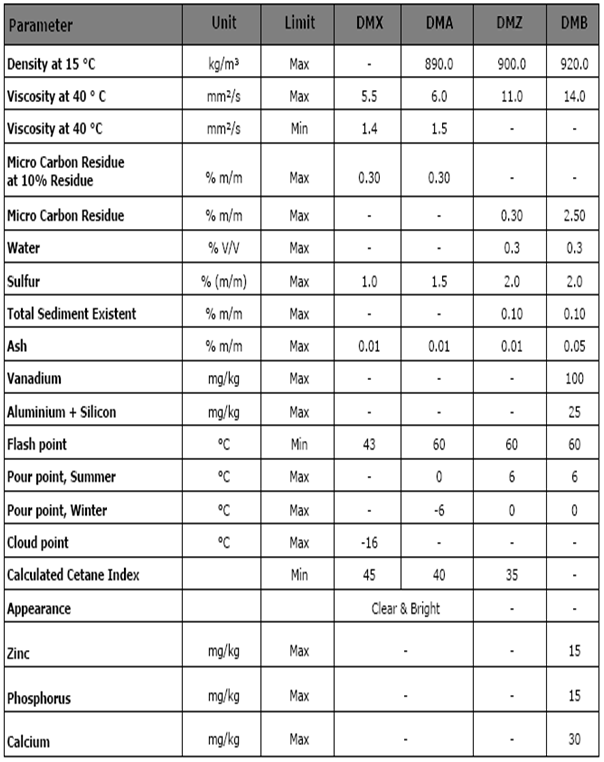 Parameter Unit Limit DMX DMA DMZ DMB
Density at 15 °C kg/m³ Max - 890.0 900.0 920.0
Viscosity at 40 ° C mm²/s Max 5.5 6.0 11.0 14.0
Viscosity at 40 °C mm²/s Min 1.4 1.5 - -
Micro Carbon Residue
at 10% Residue % m/m Max 0.30 0.30 - -
Micro Carbon Residue % m/m Max - - 0.30 2.50
Water % V/V Max - - 0.3 0.3
Sulfur % (m/m) Max 1.0 1.5 2.0 2.0
Total Sediment Existent % m/m Max - - 0.10 0.10
Ash % m/m Max 0.01 0.01 0.01 0.05
Vanadium mg/kg Max - - - 100
Aluminium + Silicon mg/kg Max - - - 25
Flash point °C Min 43 60 60 60
Pour point, Summer °C Max - 0 6 6
Pour point, Winter °C Max - -6 0 0
Cloud point °C Max -16 - - -
Calculated Cetane Index Min 45 40 35 -
Appearance Clear & Bright - -
Zinc mg/kg Max - - 15
Phosphorus mg/kg Max - - 15
Calcium mg/kg Max - - 30